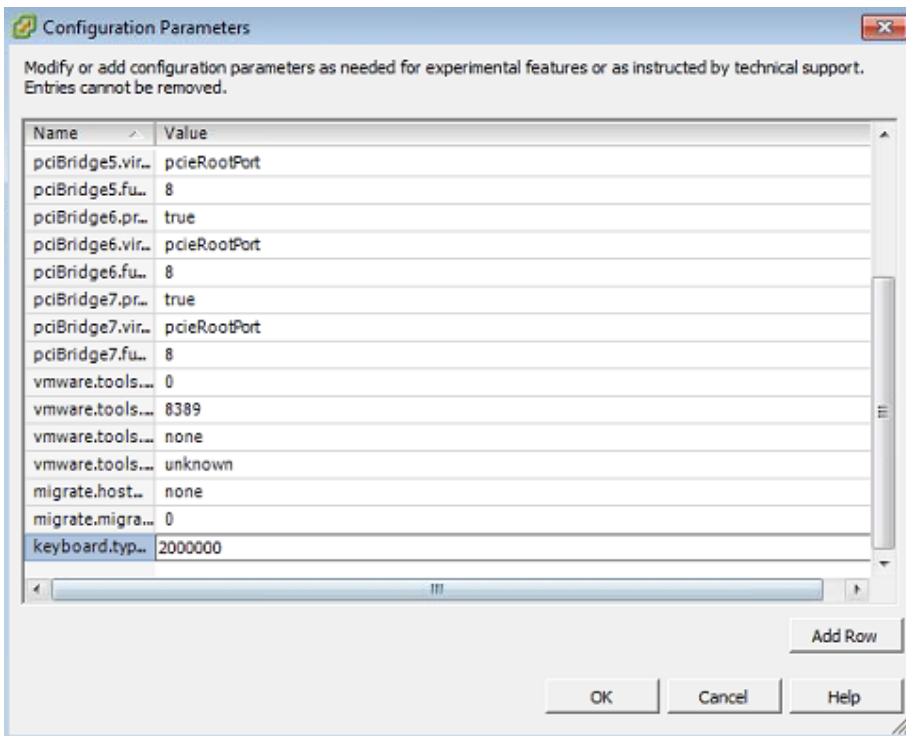 Configuration Parameters
Modify or add configuration parameters as needed for experimental features or as instructed by technical support.
Entries cannot be removed.
Name Value
pciBridge5.vir... pcieRootPort
pciBridge5.fu... 8
pciBridge6.pr... true
pciBridge6.vir... pcieRootPort
pciBridge6.fu... 8
pciBridge7.pr... true
pciBridge7.vir... pcieRootPort
pciBridge7.fu... 8
vmware.tools.... 0
vmware.tools.... 8389
vmware.tools.... none
vmware.tools.... unknown
migrate.host... none
migrate.migra... 0
keyboard.typ... 2000000
Add Row
OK Cancel Help